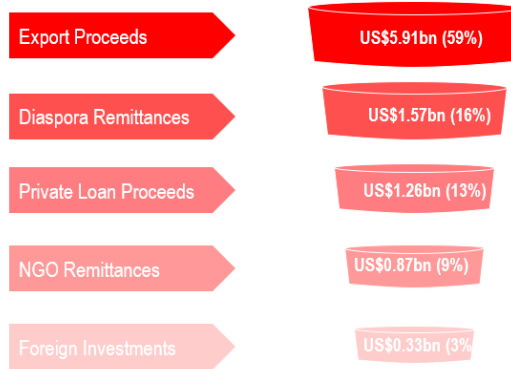 Export Proceeds US$5.91bn (59%)
Diaspora Remittances US$1.57bn (16%)
Private Loan Proceeds US$1.26bn (13%)
NGO Remittances US$0.87bn (9%)
Foreign Investments US$0.33bn (3%